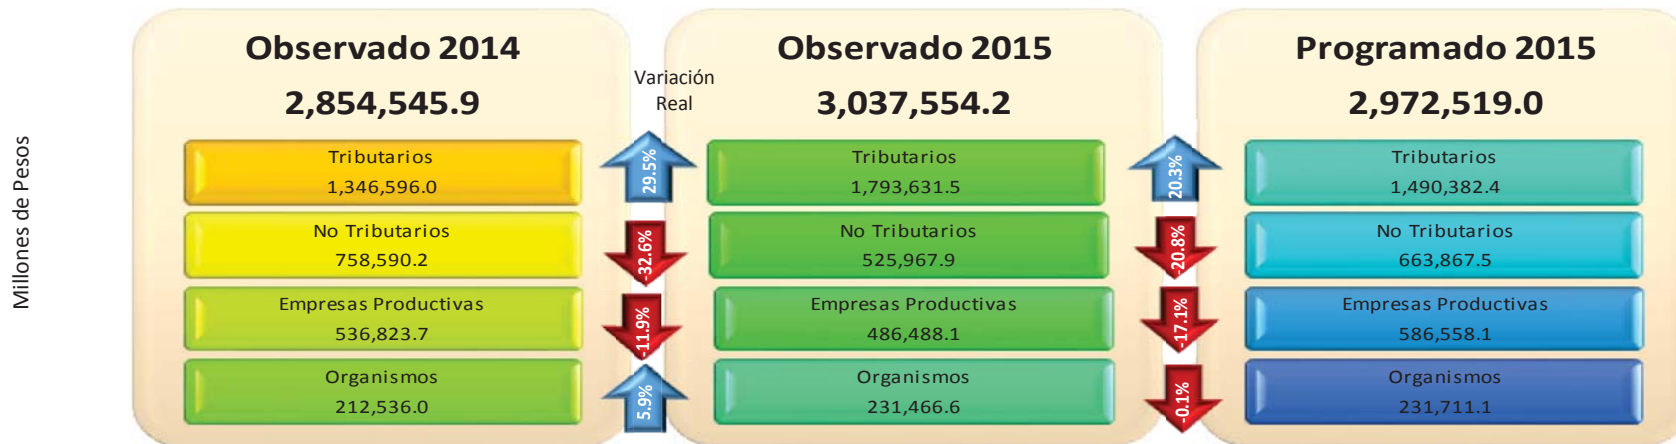 Millones de Pesos
Observado 2014
2,854,545.9
Tributarios
1,346,596.0
No Tributarios
758,590.2
Empresas Productivas
536,823.7
Organismos
212,536.0
Variación
Real
29.5%
-32.6%
-11.9%
5.9%
Observado 2015
3,037,554.2
Tributarios
1,793,631.5
No Tributarios
525,967.9
Empresas Productivas
486,488.1
Organismos
231,466.6
20.3%
-20.8%
-17.1%
-0.1%
Programado 2015
2,972,519.0
Tributarios
1,490,382.4
No Tributarios
663,867.5
Empresas Productivas
586,558.1
Organismos
231,711.1